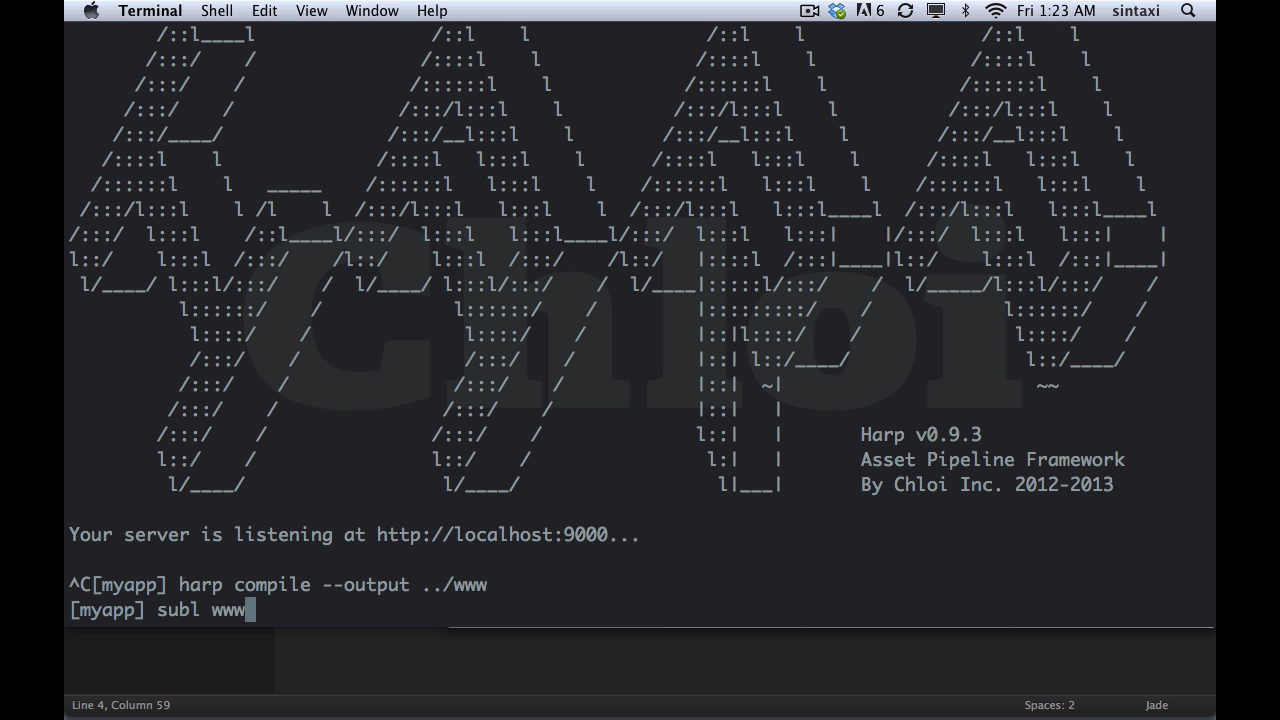 Terminal Shell Edit View Window Help 6 Fri 1:23 AM sintaxi
Chloi
Harp v0.9.3
Asset Pipeline Framework
By Chloi Inc. 2012-2013
Your server is listening at http://localhost:9000...
^C[myapp] harp compile --output ../www
[myapp] subl www
Line 4, Column 59 Spaces: 2 Jade